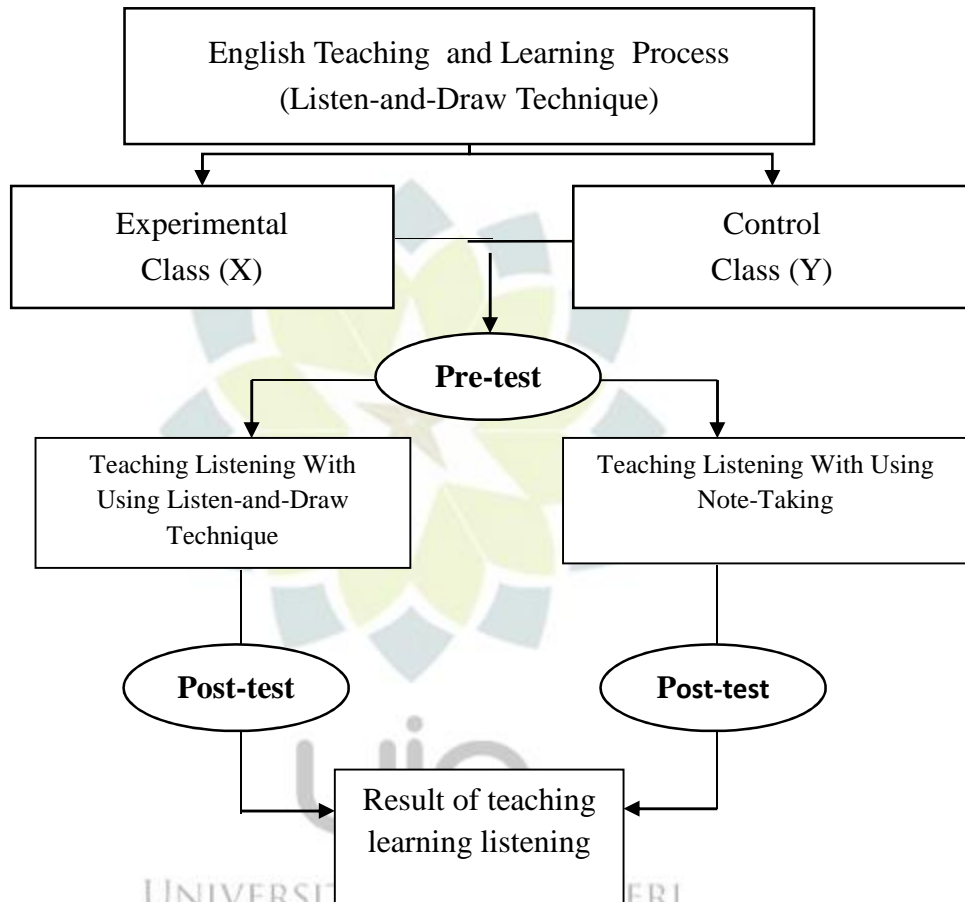 English Teaching and Learning Process
(Listen-and-Draw Technique)
Experimental
Class (X)
Control
Class (Y)
Pre-test
Teaching Listening With
Using Listen-and-Draw
Technique
Teaching Listening With Using
Note-Taking
Post-test
Post-test
Result of teaching
learning listening